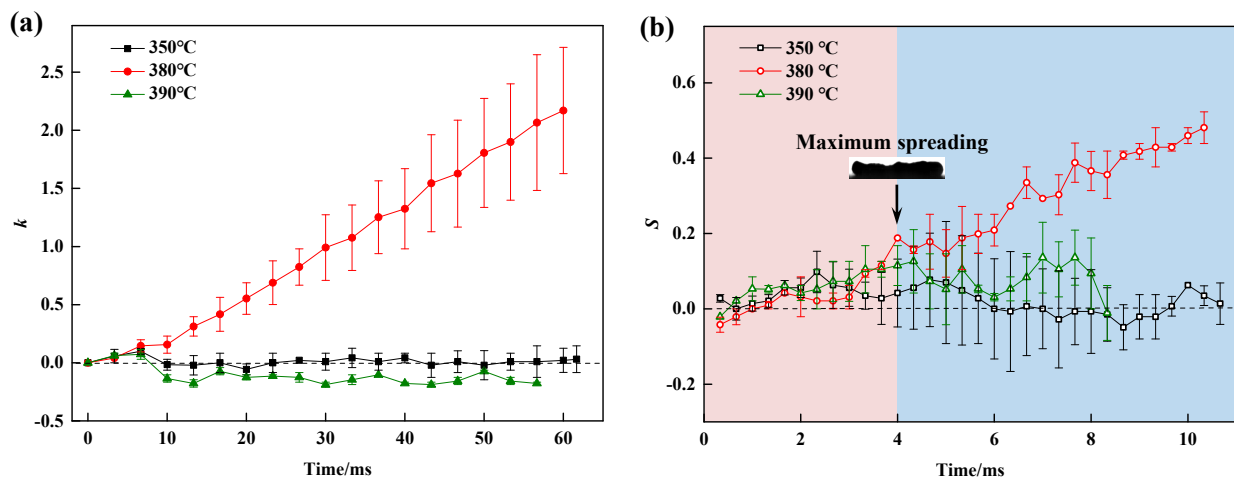 (a)
350°C
380°C
390°C
2.5
2.0
1.5
1.0
0.5
0.0
-0.5
k
0 10 20 30 40 50 60
Time/ms
(b)
350 °C
380 °C
390 °C
Maximum spreading
0.6
0.4
0.2
0.0
-0.2
S
0 2 4 6 8 10
Time/ms